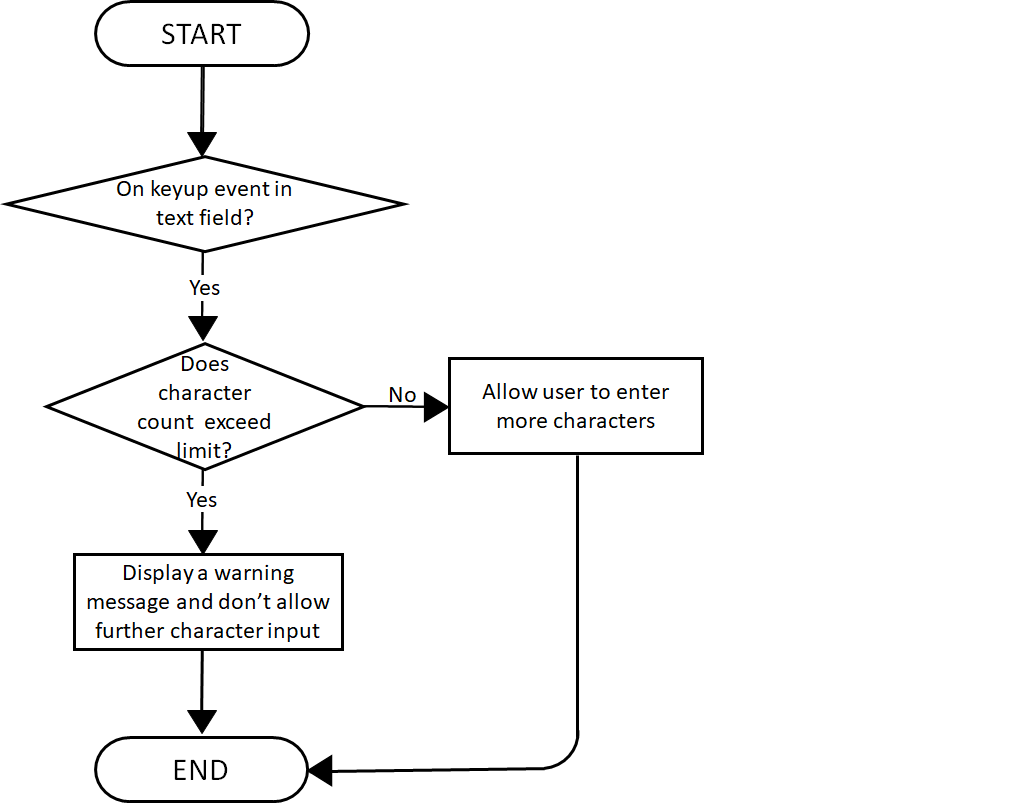 START
On keyup event in
text field?
Yes
Does
character
count exceed
limit?
No
Allow user to enter
more characters
Yes
Display a warning
message and don’t allow
further character input
END